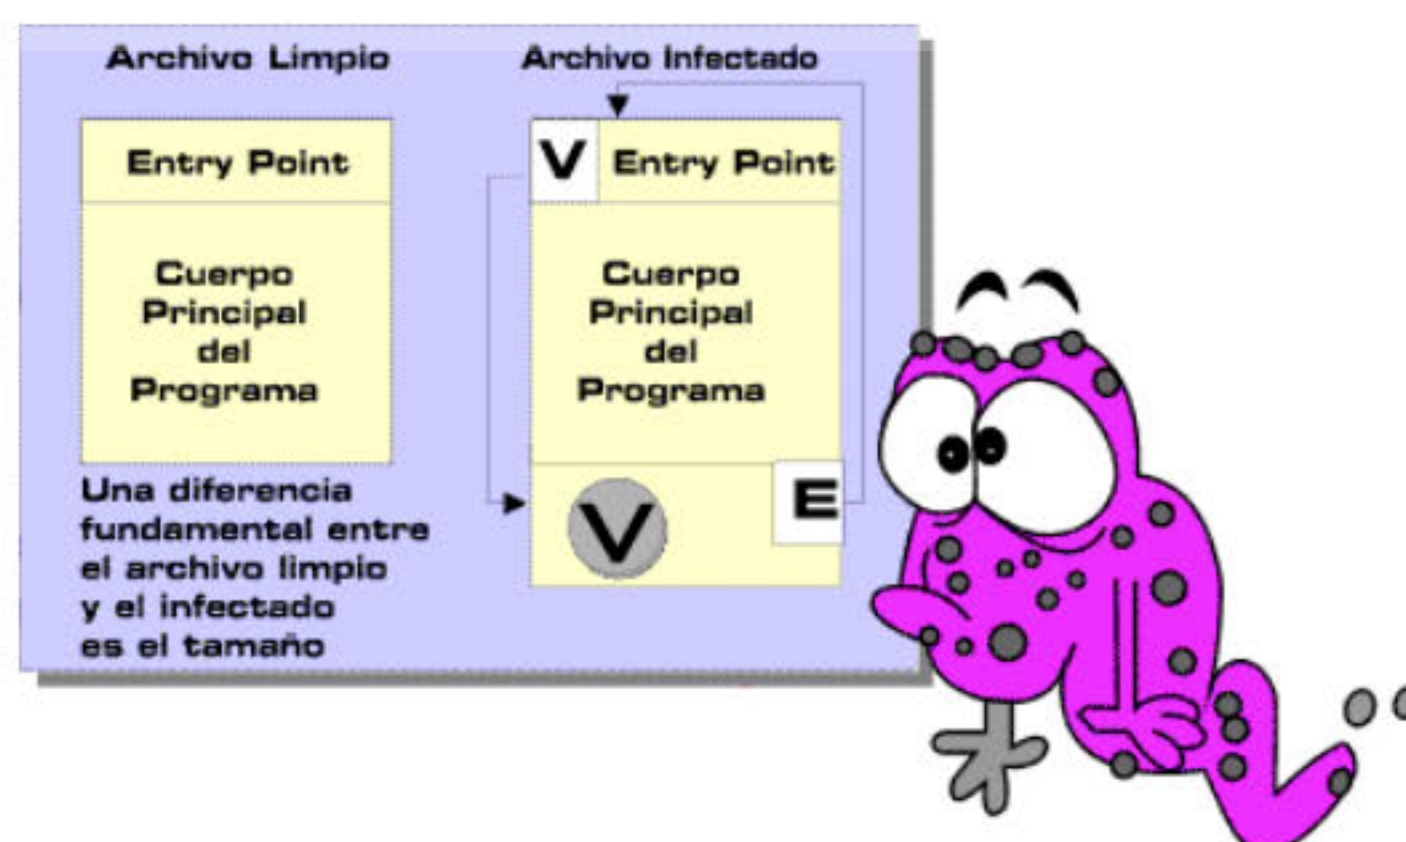 Archivo Limpio
Entry Point
Cuerpo
Principal
del
Programa
Una diferencia
fundamental entre
el archivo limpio
y el infectado
es el tamaño
Archivo Infectado
V Entry Point
Cuerpo
Principal
del
Programa
V E